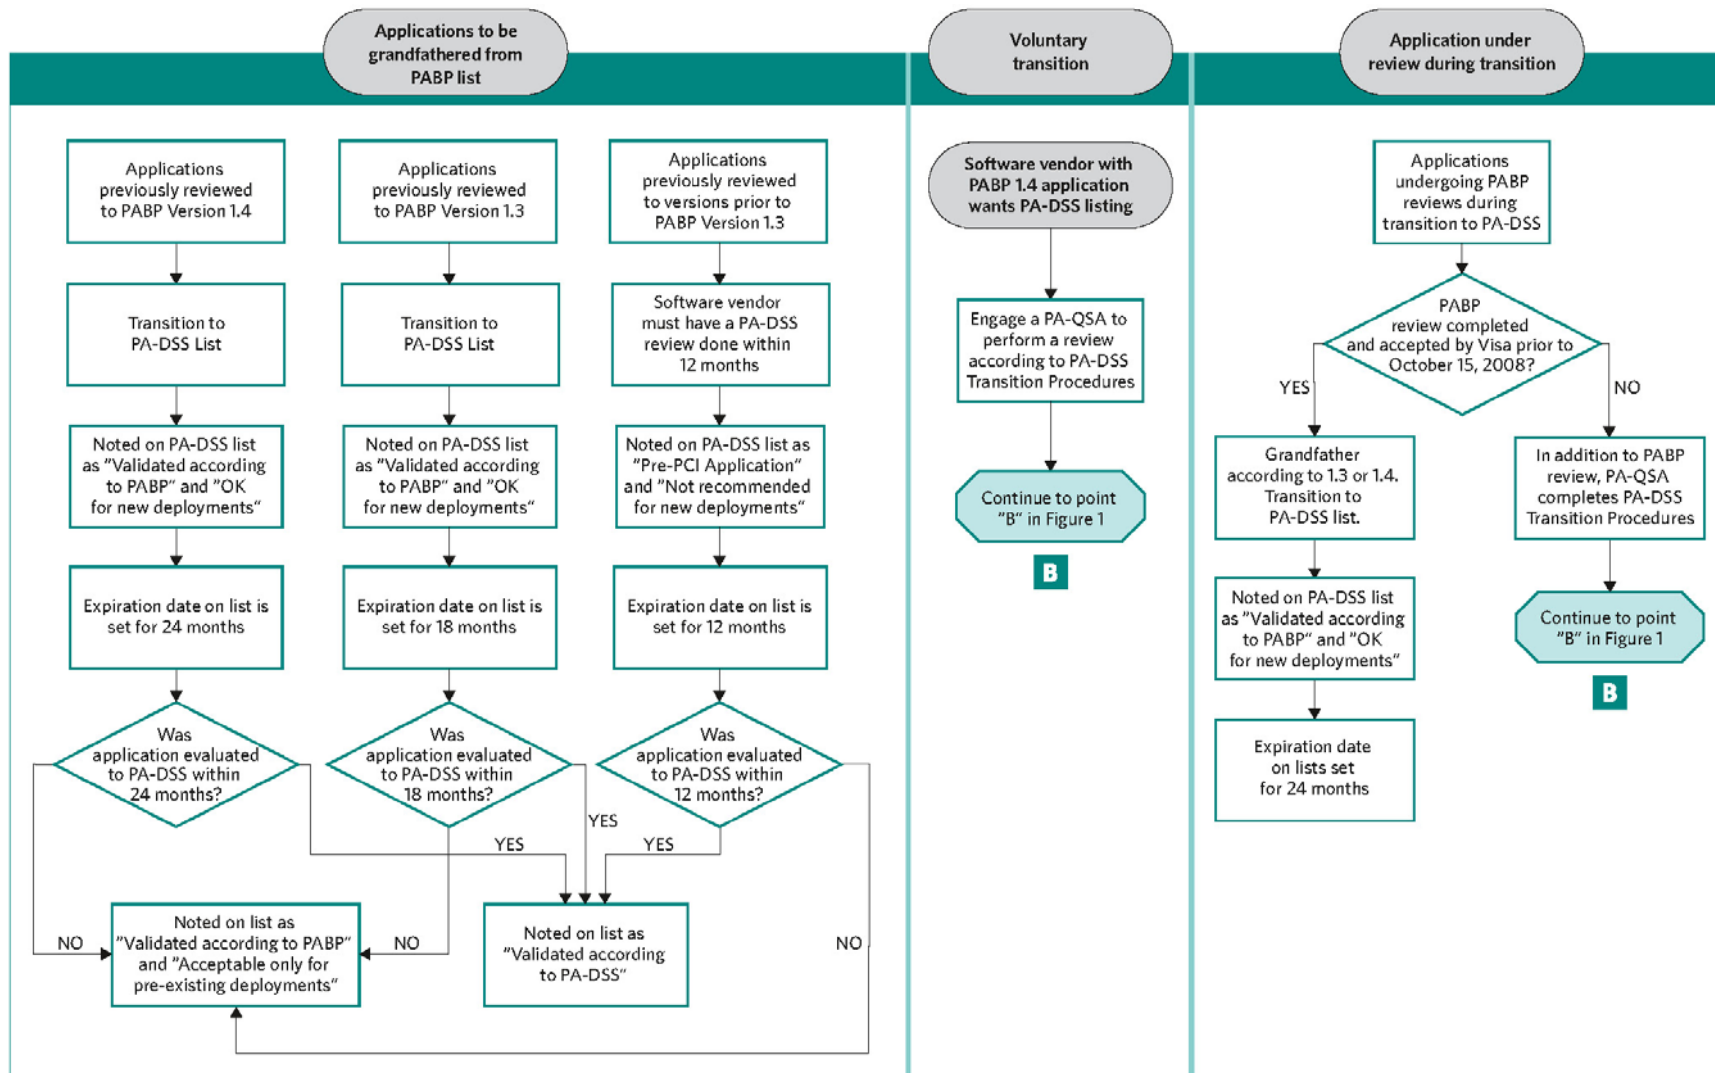 Applications to be
grandfathered from
PABP list
Voluntary
transition
Application under
review during transition
Applications
previously reviewed
to PABP Version 1.4
Transition to
PA-DSS List
Noted on PA-DSS list
as "Validated according
to PABP" and "OK
for new deployments"
Expiration date on list is
set for 24 months
Was
application evaluated
to PA-DSS within
24 months?
Applications
previously reviewed
to PABP Version 1.3
Transition to
PA-DSS List
Noted on PA-DSS list
as "Validated according
to PABP" and "OK
for new deployments"
Expiration date on list is
set for 18 months
Was
application evaluated
to PA-DSS within
18 months?
Applications
previously reviewed
to versions prior to
PABP Version 1.3
Software vendor
must have a PA-DSS
review done within
12 months
Noted on PA-DSS list as
"Pre-PCI Application"
and "Not recommended
for new deployments"
Expiration date on list is
set for 12 months
Was
application evaluated
to PA-DSS within
12 months?
YES
YES
YES
NO
NO
NO
Noted on list as
"Validated according to PABP"
and "Acceptable only for
pre-existing deployments"
Noted on list as
"Validated according
to PA-DSS"
Software vendor with
PABP 1.4 application
wants PA-DSS listing
Engage a PA-QSA to
perform a review
according to PA-DSS
Transition Procedures
Continue to point
"B" in Figure 1
B
Applications
undergoing PABP
reviews during
transition to PA-DSS
PABP
review completed
and accepted by Visa prior to
October 15, 2008?
YES
NO
Grandfather
according to 1.3 or 1.4.
Transition to
PA-DSS list.
Noted on PA-DSS list
as "Validated according
to PABP" and "OK
for new deployments"
Expiration date
on lists set
for 24 months
In addition to PABP
review, PA-QSA
completes PA-DSS
Transition Procedures
Continue to point
"B" in Figure 1
B